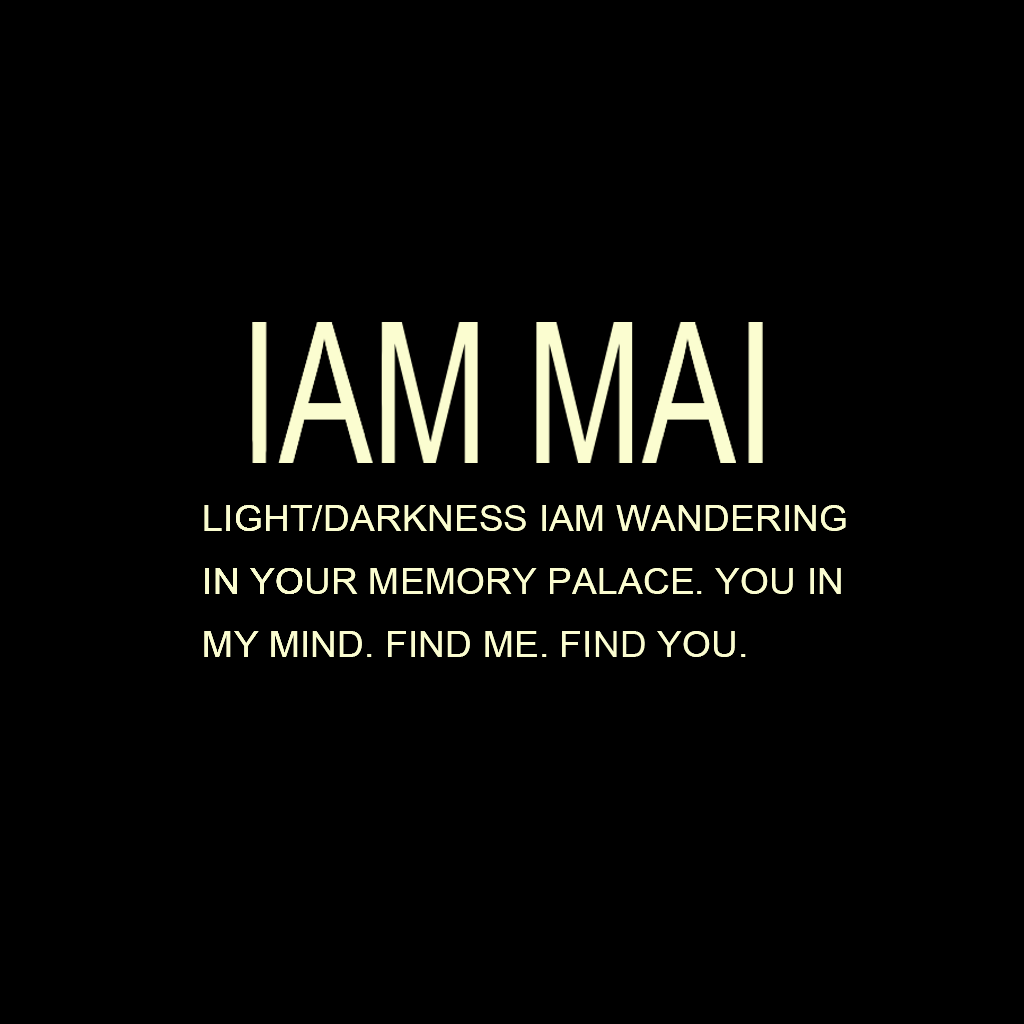 IAM MAI
LIGHT/DARKNESS IAM WANDERING
IN YOUR MEMORY PALACE. YOU IN
MY MIND. FIND ME. FIND YOU.